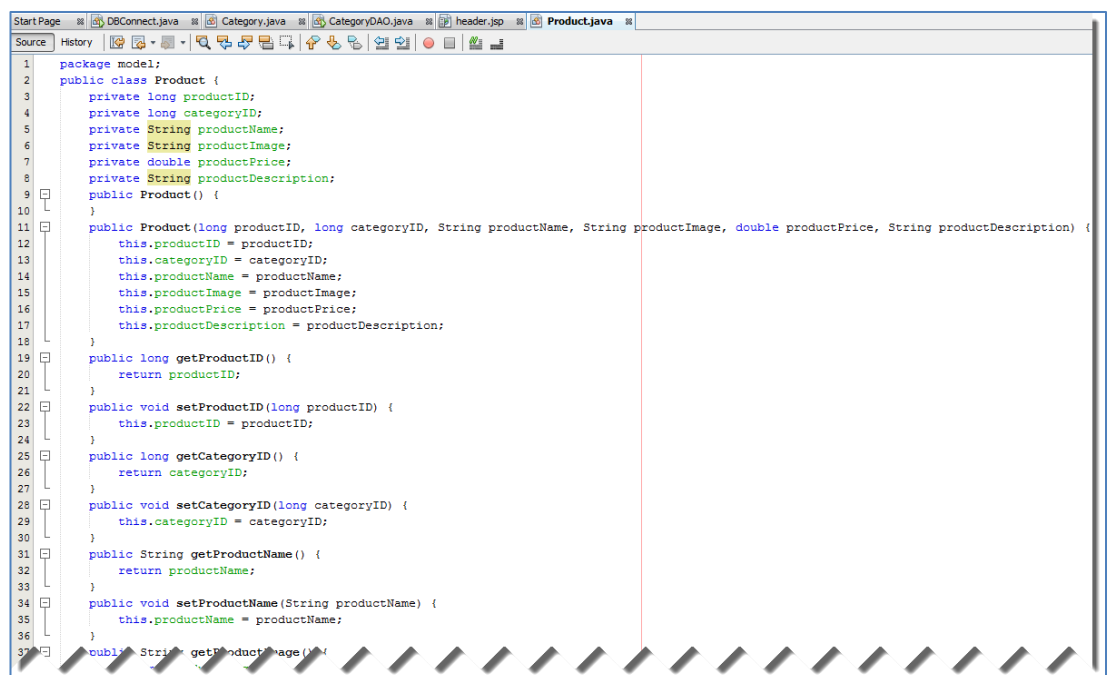 Start Page DBConnect.java Category.java CategoryDAO.java header.jsp Product.java
Source History
1 package model;
2 public class Product {
3 private long productID;
4 private long categoryID;
5 private String productName;
6 private String productImage;
7 private double productPrice;
8 private String productDescription;
9 public Product() {
10 }
11 public Product(long productID, long categoryID, String productName, String productImage, double productPrice, String productDescription) {
12 this.productID = productID;
13 this.categoryID = categoryID;
14 this.productName = productName;
15 this.productImage = productImage;
16 this.productPrice = productPrice;
17 this.productDescription = productDescription;
18 }
19 public long getProductID() {
20 return productID;
21 }
22 public void setProductID(long productID) {
23 this.productID = productID;
24 }
25 public long getCategoryID() {
26 return categoryID;
27 }
28 public void setCategoryID(long categoryID) {
29 this.categoryID = categoryID;
30 }
31 public String getProductName() {
32 return productName;
33 }
34 public void setProductName(String productName) {
35 this.productName = productName;
36 }
37 public String getProductImage() {